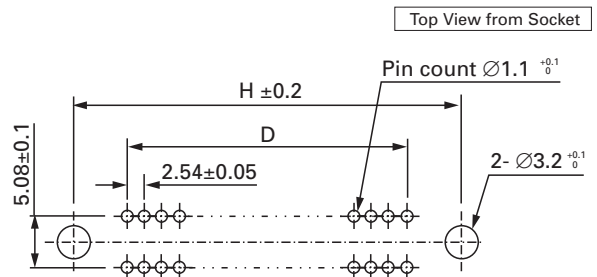 Top View from Socket
Pin count ∅1.1 +0.1 0
H ±0.2
D
2.54±0.05
5.08±0.1
2- ∅3.2 +0.1 0